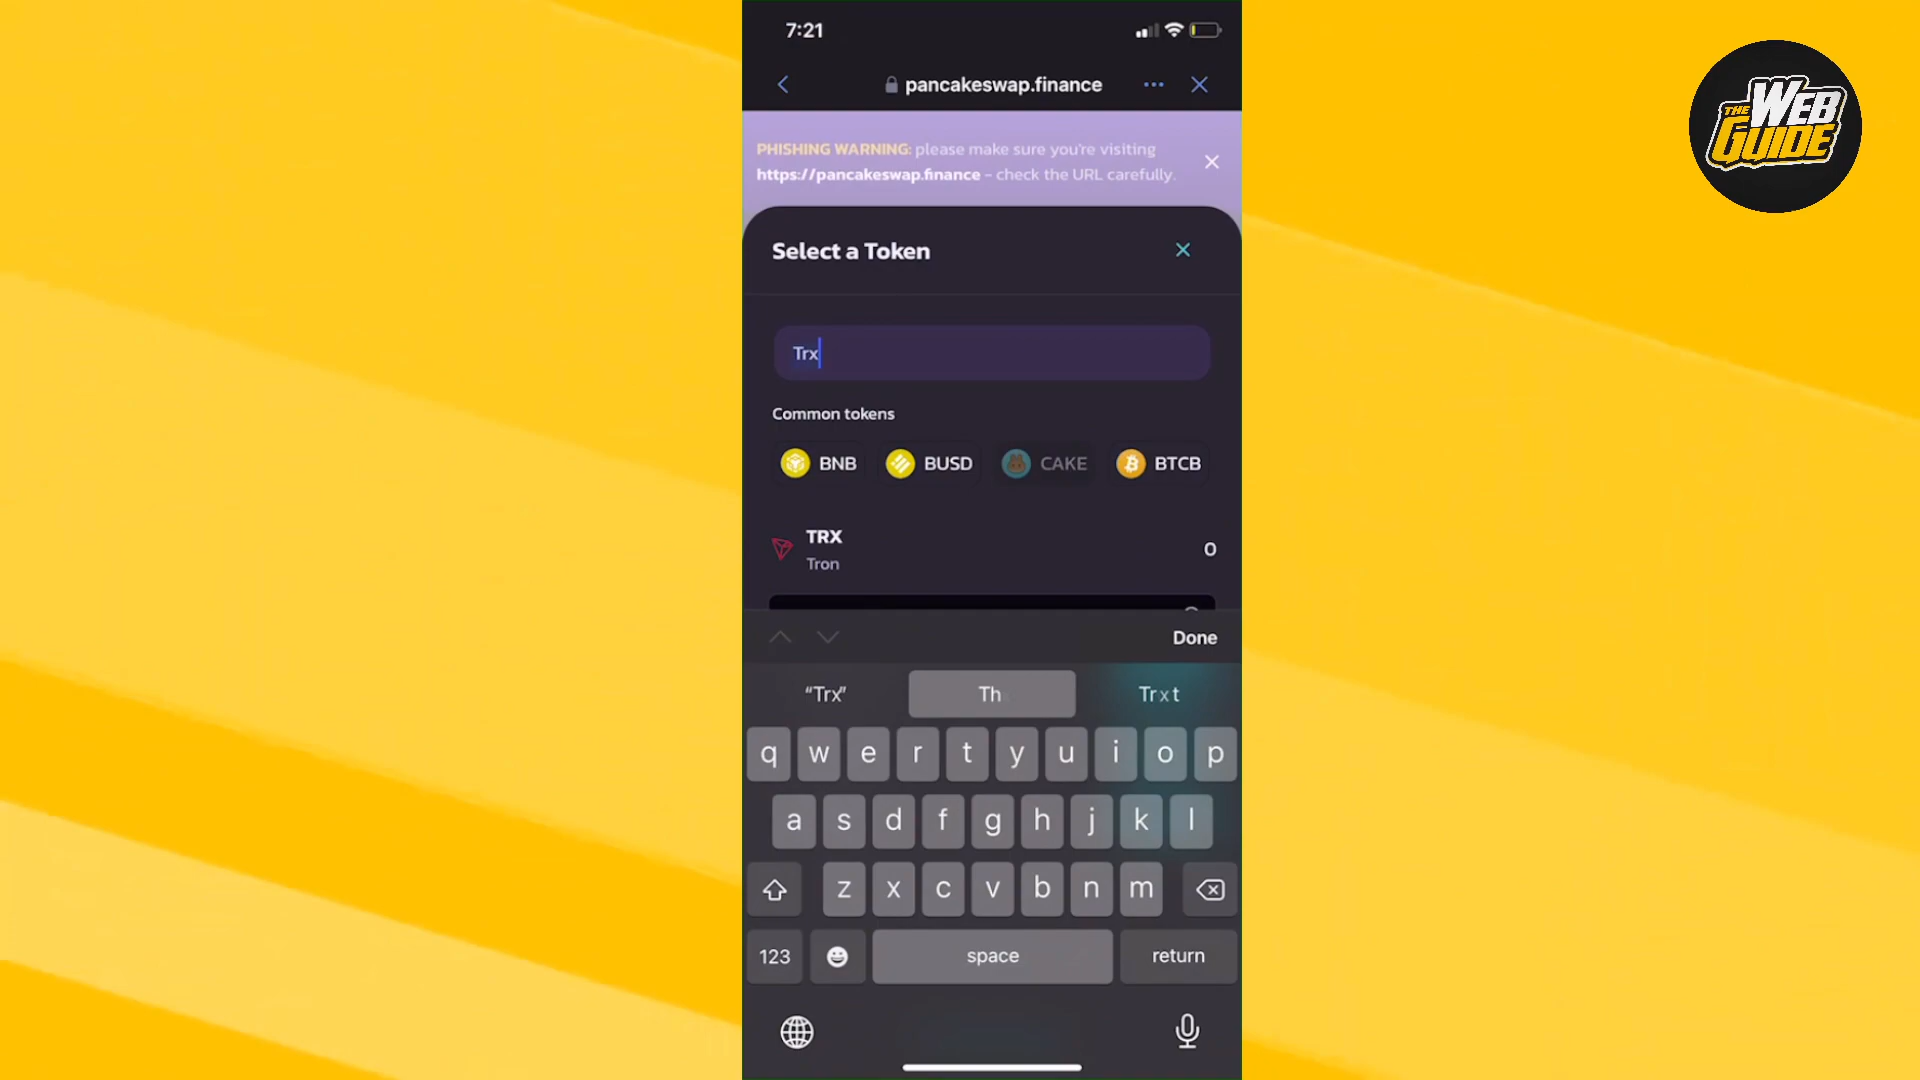 7:21
pancakeswap.finance
PHISHING WARNING: please make sure you're visiting
https://pancakeswap.finance - check the URL carefully.
THE WEB GUIDE
Select a Token
Trx
Common tokens
BNB BUSD CAKE BTCB
TRX
0
Tron
Done
“Trx” Th Trxt
q w e r t y u i o p
a s d f g h j k l
z x c v b n m
123 space return